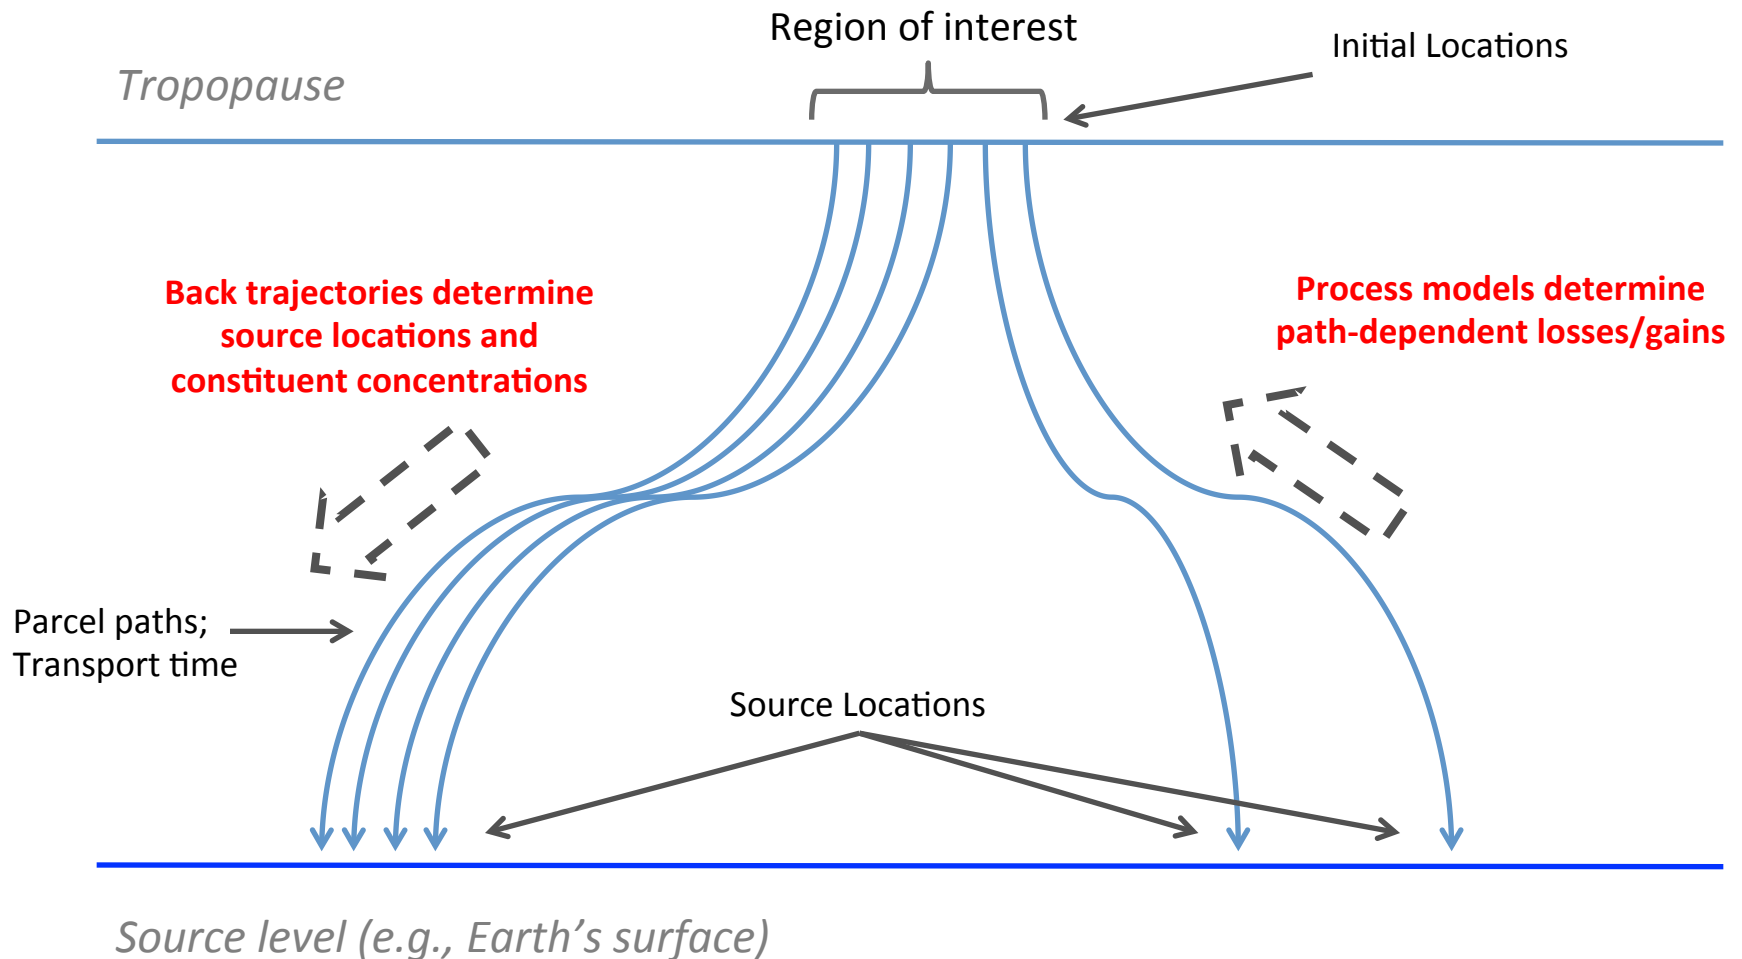 Region of interest
Initial Locations
Tropopause
Back trajectories determine
source locations and
constituent concentrations
Process models determine
path-dependent losses/gains
Parcel paths;
Transport time
Source Locations
Source level (e.g., Earth’s surface)